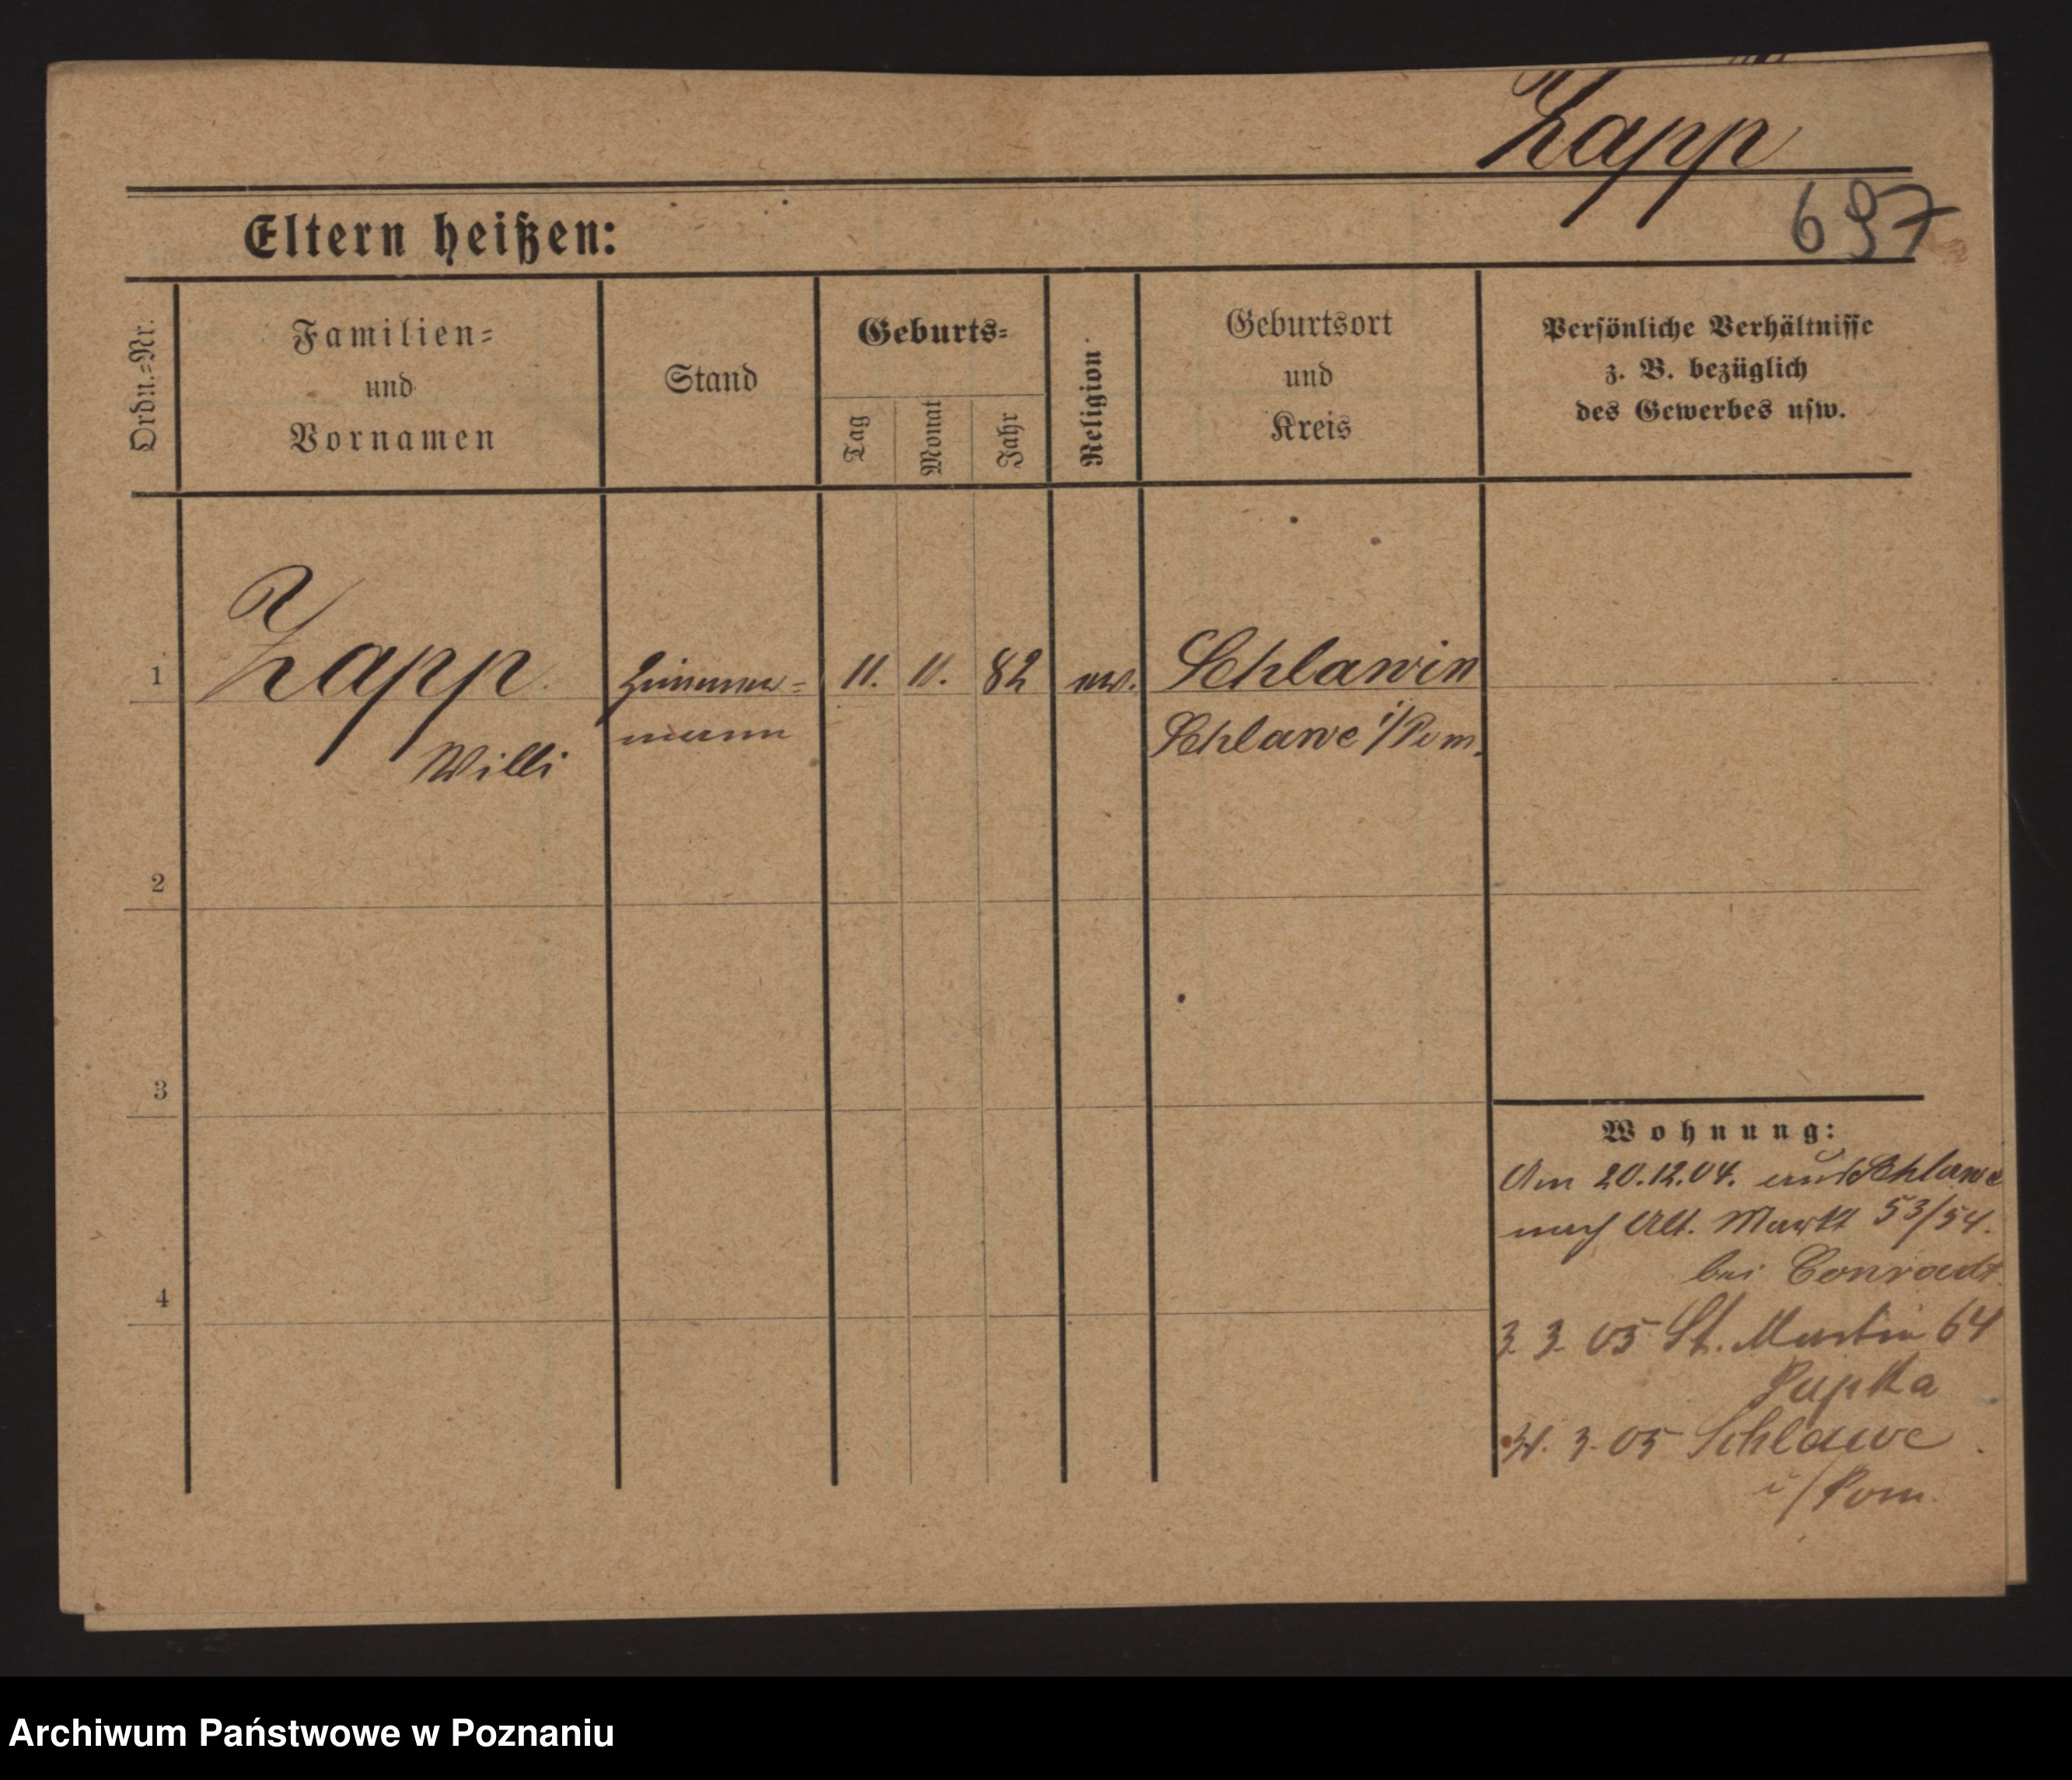 Zapp
697
Eltern heißen:
Ordn.-Nr.
Familien-
und
Vornamen
Stand
Geburts-
Tag
Monat
Jahr
Religion
Geburtsort
und
Kreis
Persönliche Verhältnisse
z. B. bezüglich
des Gewerbes usw.
1
Zapp
Willi
Zimmer-
mann
11. 11. 82
ev.
Schlawin
Schlawe i/Pom.
2
3
4
Wohnung:
Am 20.12.04. aus Schlawe
nach Alt. Markt 53/54.
bei Conradt
3. 3. 05 St. Martin 64
Pupka
31. 3. 05 Schlawe
i/Pom.
Archiwum Państwowe w Poznaniu